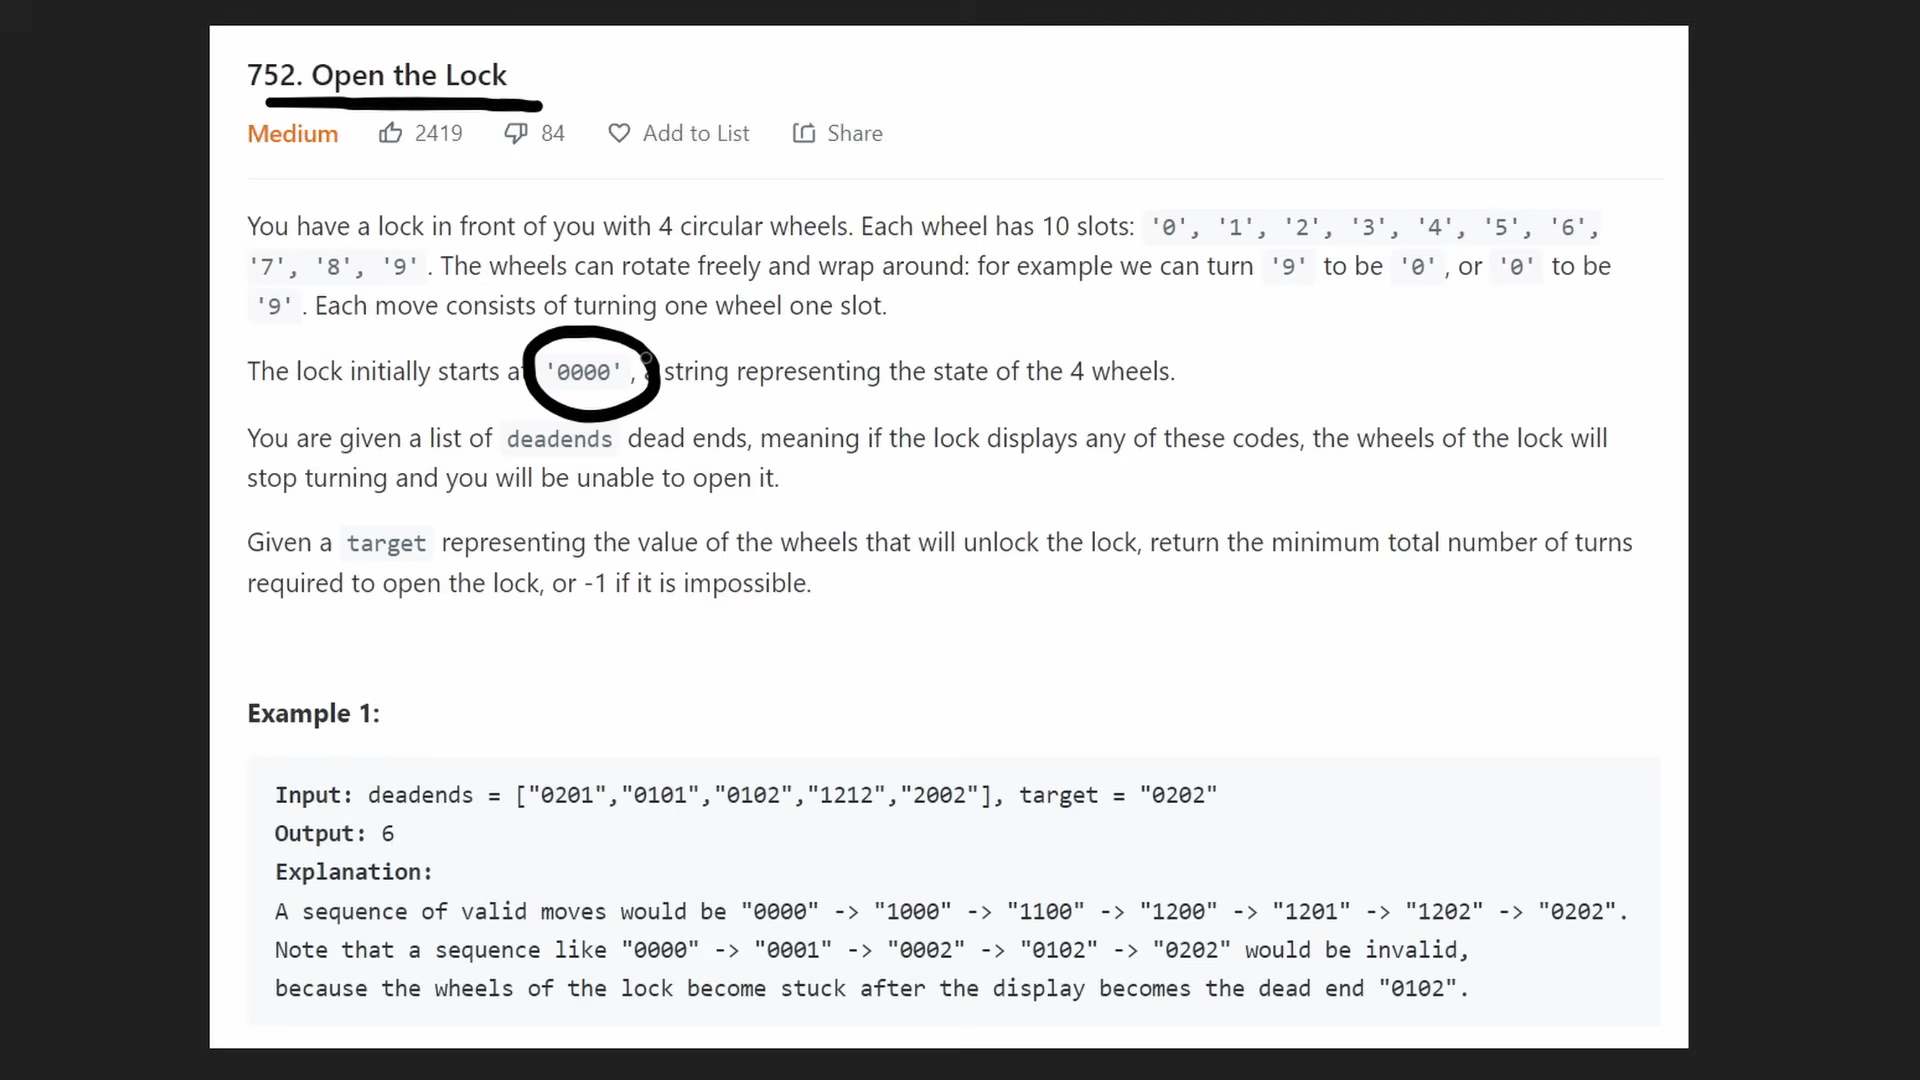 752. Open the Lock
Medium 2419 84 Add to List Share
You have a lock in front of you with 4 circular wheels. Each wheel has 10 slots: '0', '1', '2', '3', '4', '5', '6',
'7', '8', '9'. The wheels can rotate freely and wrap around: for example we can turn '9' to be '0', or '0' to be
'9'. Each move consists of turning one wheel one slot.
The lock initially starts at '0000', a string representing the state of the 4 wheels.
You are given a list of deadends dead ends, meaning if the lock displays any of these codes, the wheels of the lock will
stop turning and you will be unable to open it.
Given a target representing the value of the wheels that will unlock the lock, return the minimum total number of turns
required to open the lock, or -1 if it is impossible.
Example 1:
Input: deadends = ["0201","0101","0102","1212","2002"], target = "0202"
Output: 6
Explanation:
A sequence of valid moves would be "0000" -> "1000" -> "1100" -> "1200" -> "1201" -> "1202" -> "0202".
Note that a sequence like "0000" -> "0001" -> "0002" -> "0102" -> "0202" would be invalid,
because the wheels of the lock become stuck after the display becomes the dead end "0102".